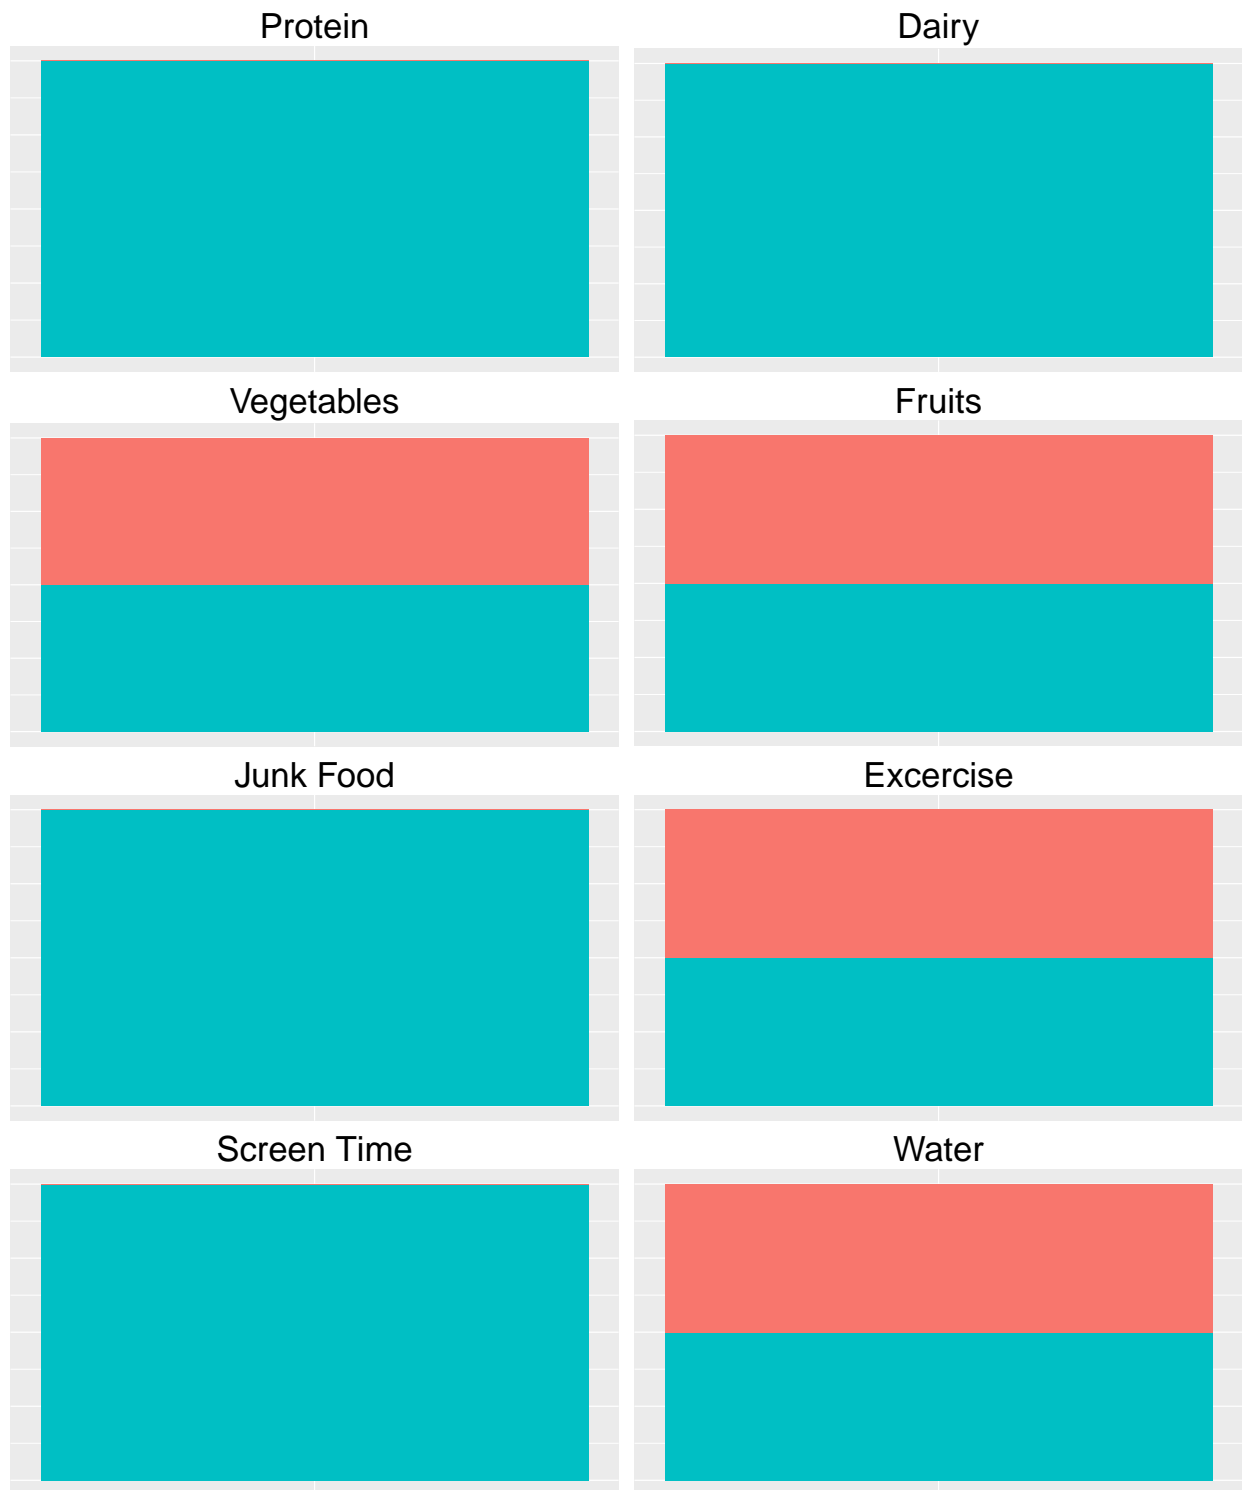 Protein
Dairy
Vegetables
Fruits
Junk Food
Excercise
Screen Time
Water